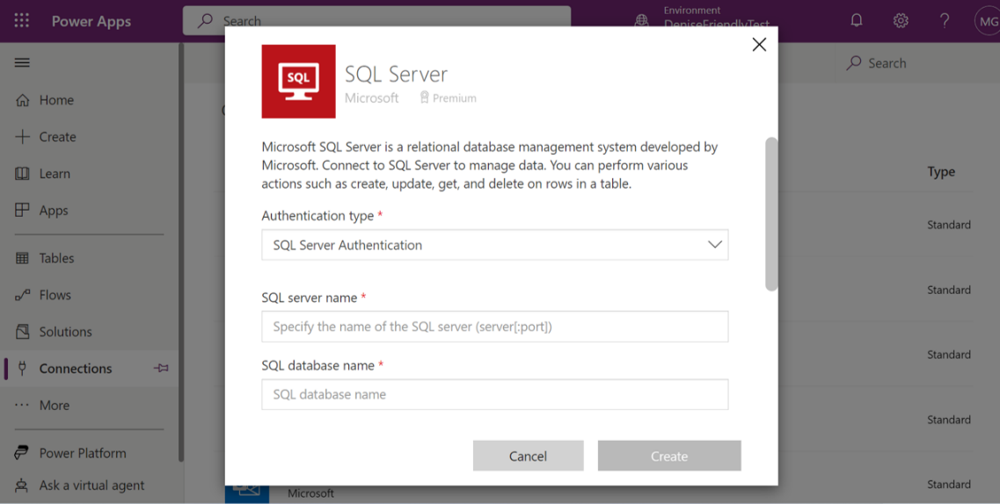 Power Apps
Search
Environment
DeniseFriendlyTest
MG
Home
Create
Learn
Apps
Tables
Flows
Solutions
Connections
More
Power Platform
Ask a virtual agent
SQL
SQL Server
Microsoft
Premium
Microsoft SQL Server is a relational database management system developed by
Microsoft. Connect to SQL Server to manage data. You can perform various
actions such as create, update, get, and delete on rows in a table.
Authentication type *
SQL Server Authentication
SQL server name *
Specify the name of the SQL server (server[:port])
SQL database name *
SQL database name
Cancel
Create
Search
Type
Standard
Standard
Standard
Standard
Microsoft
Standard